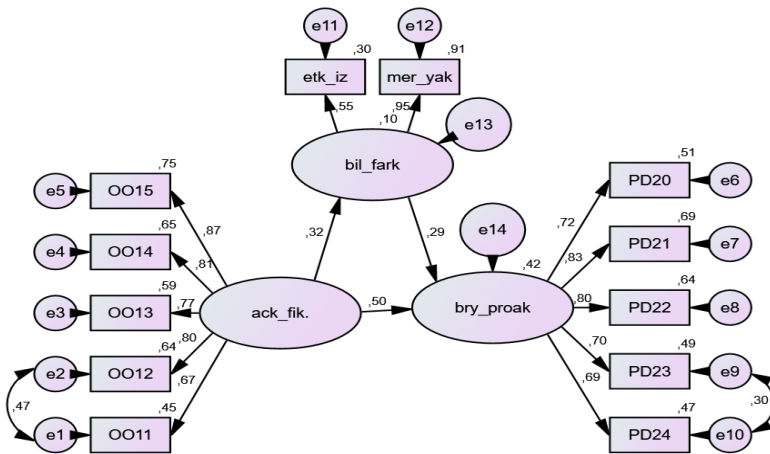 e11
e12
,30
,91
etk_iz
mer_yak
,55
,95
,10
e13
bil_fark
,75
e5
OO15
,87
,65
e4
OO14
,81
,59
e3
OO13
,77
,64
e2
OO12
,80
,47
e1
OO11
,45
,67
ack_fik.
,32
,29
,50
e14
,42
bry_proak
,51
PD20
e6
,72
,69
PD21
e7
,83
,64
PD22
e8
,80
,49
PD23
e9
,70
,30
,47
PD24
e10
,69